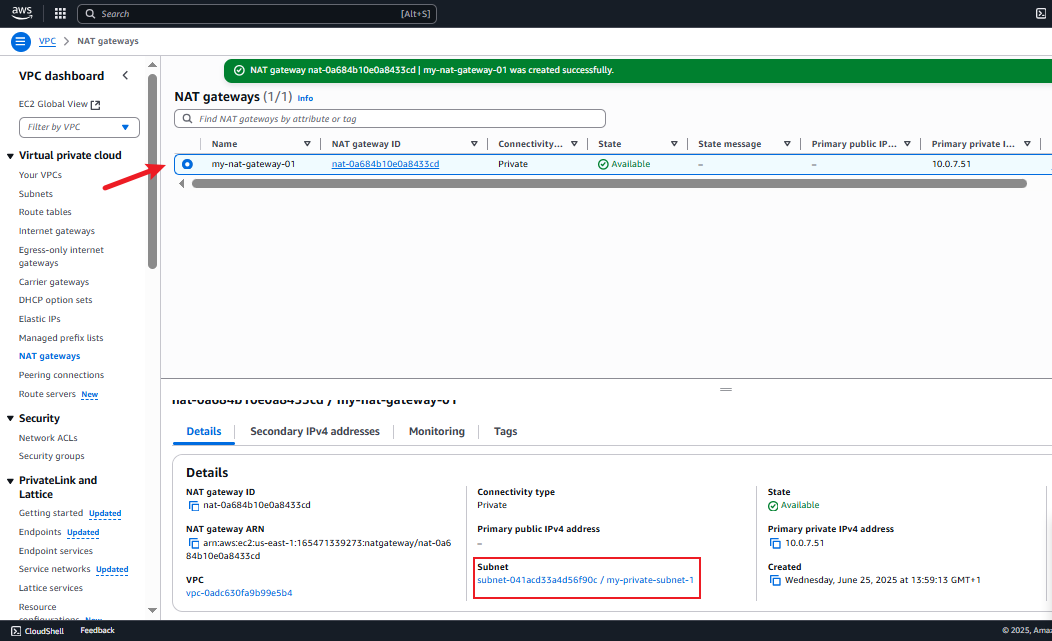 aws
Search [Alt+S]
VPC > NAT gateways
VPC dashboard
EC2 Global View
Filter by VPC
Virtual private cloud
Your VPCs
Subnets
Route tables
Internet gateways
Egress-only internet
gateways
Carrier gateways
DHCP option sets
Elastic IPs
Managed prefix lists
NAT gateways
Peering connections
Route servers New
Security
Network ACLs
Security groups
PrivateLink and
Lattice
Getting started Updated
Endpoints Updated
Endpoint services
Service networks Updated
Lattice services
Resource
configurations New
NAT gateway nat-0a684b10e0a8433cd | my-nat-gateway-01 was created successfully.
NAT gateways (1/1) Info
Find NAT gateways by attribute or tag
Name NAT gateway ID Connectivity... State State message Primary public IP... Primary private I...
my-nat-gateway-01 nat-0a684b10e0a8433cd Private Available – – 10.0.7.51
nat-0a684b10e0a8433cd / my-nat-gateway-01
Details Secondary IPv4 addresses Monitoring Tags
Details
NAT gateway ID
nat-0a684b10e0a8433cd
NAT gateway ARN
arn:aws:ec2:us-east-1:165471339273:natgateway/nat-0a6
84b10e0a8433cd
VPC
vpc-0adc630fa9b99e5b4
Connectivity type
Private
Primary public IPv4 address
–
Subnet
subnet-041acd33a4d56f90c / my-private-subnet-1
State
Available
Primary private IPv4 address
10.0.7.51
Created
Wednesday, June 25, 2025 at 13:59:13 GMT+1
CloudShell Feedback © 2025, Amaz